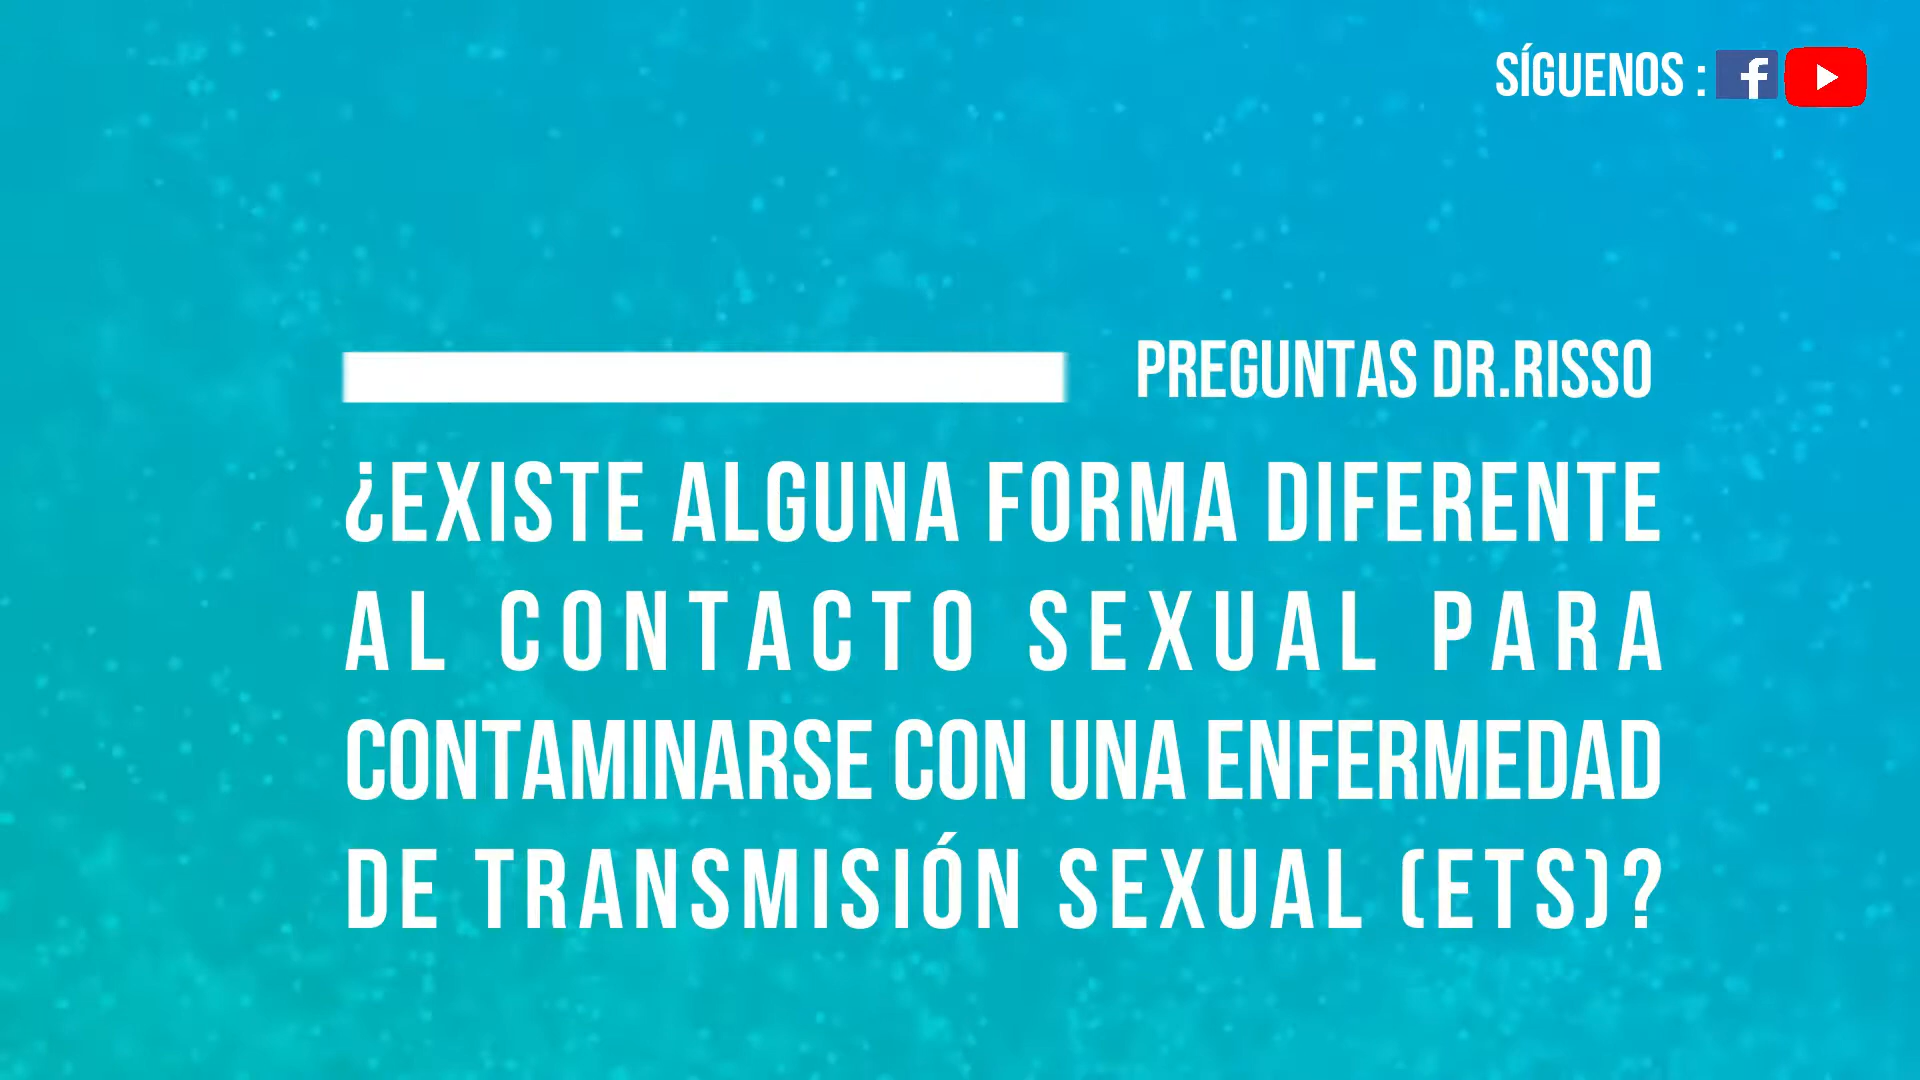 SÍGUENOS :
PREGUNTAS DR.RISSO
¿EXISTE ALGUNA FORMA DIFERENTE
AL CONTACTO SEXUAL PARA
CONTAMINARSE CON UNA ENFERMEDAD
DE TRANSMISIÓN SEXUAL (ETS)?